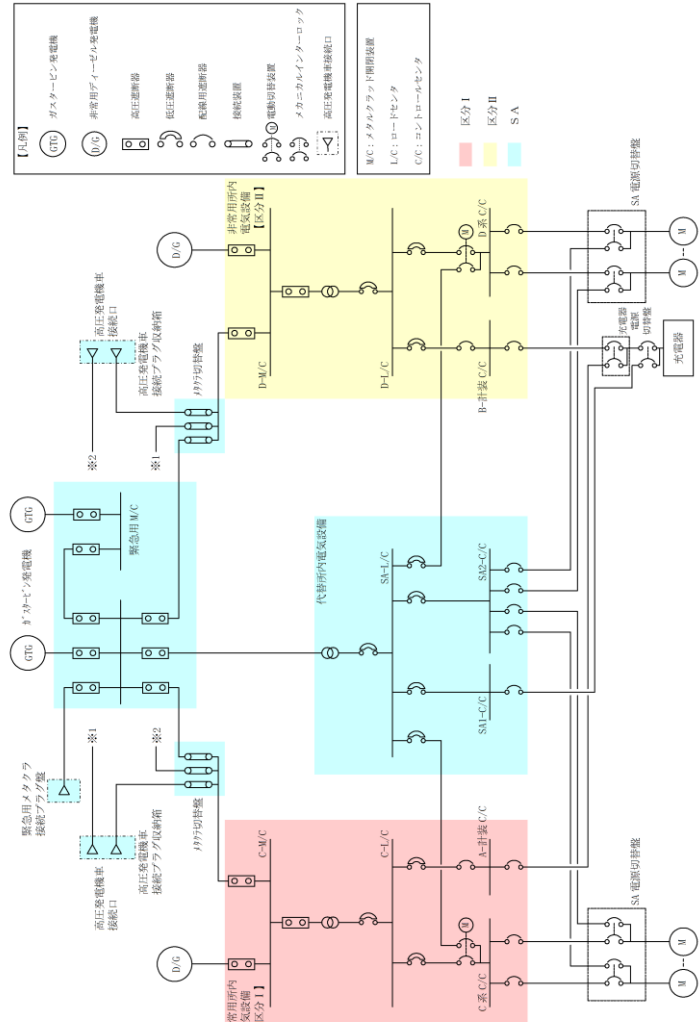 【凡例】
GTG
ガスタービン発電機
D/G
非常用ディーゼル発電機
高圧遮断器
低圧遮断器
配線用遮断器
接続装置
M
電動切替装置
メカニカルインターロック
高圧発電機車接続口
M/C：メタルクラッド開閉装置
L/C：ロードセンタ
C/C：コントロールセンタ
区分Ⅰ
区分Ⅱ
ＳＡ
緊急用メタクラ
接続プラグ盤
GTG
ｶﾞｽﾀｰﾋﾞﾝ発電機
GTG
緊急用M/C
高圧発電機車
接続口
高圧発電機車
接続プラグ収納箱
※1
※2
ﾒﾀｸﾗ切替盤
高圧発電機車
接続口
高圧発電機車
接続プラグ収納箱
※2
※1
ﾒﾀｸﾗ切替盤
D/G
常用所内
気設備
区分Ⅰ】
C-M/C
C-L/C
M
C系C/C
A-計装C/C
代替所内電気設備
SA-L/C
SA1-C/C
SA2-C/C
D/G
非常用所内
電気設備
【区分Ⅱ】
D-M/C
D-L/C
M
B-計装C/C
D系C/C
SA電源切替盤
M
M
充電器
電源
切替盤
充電器
SA電源切替盤
M
M